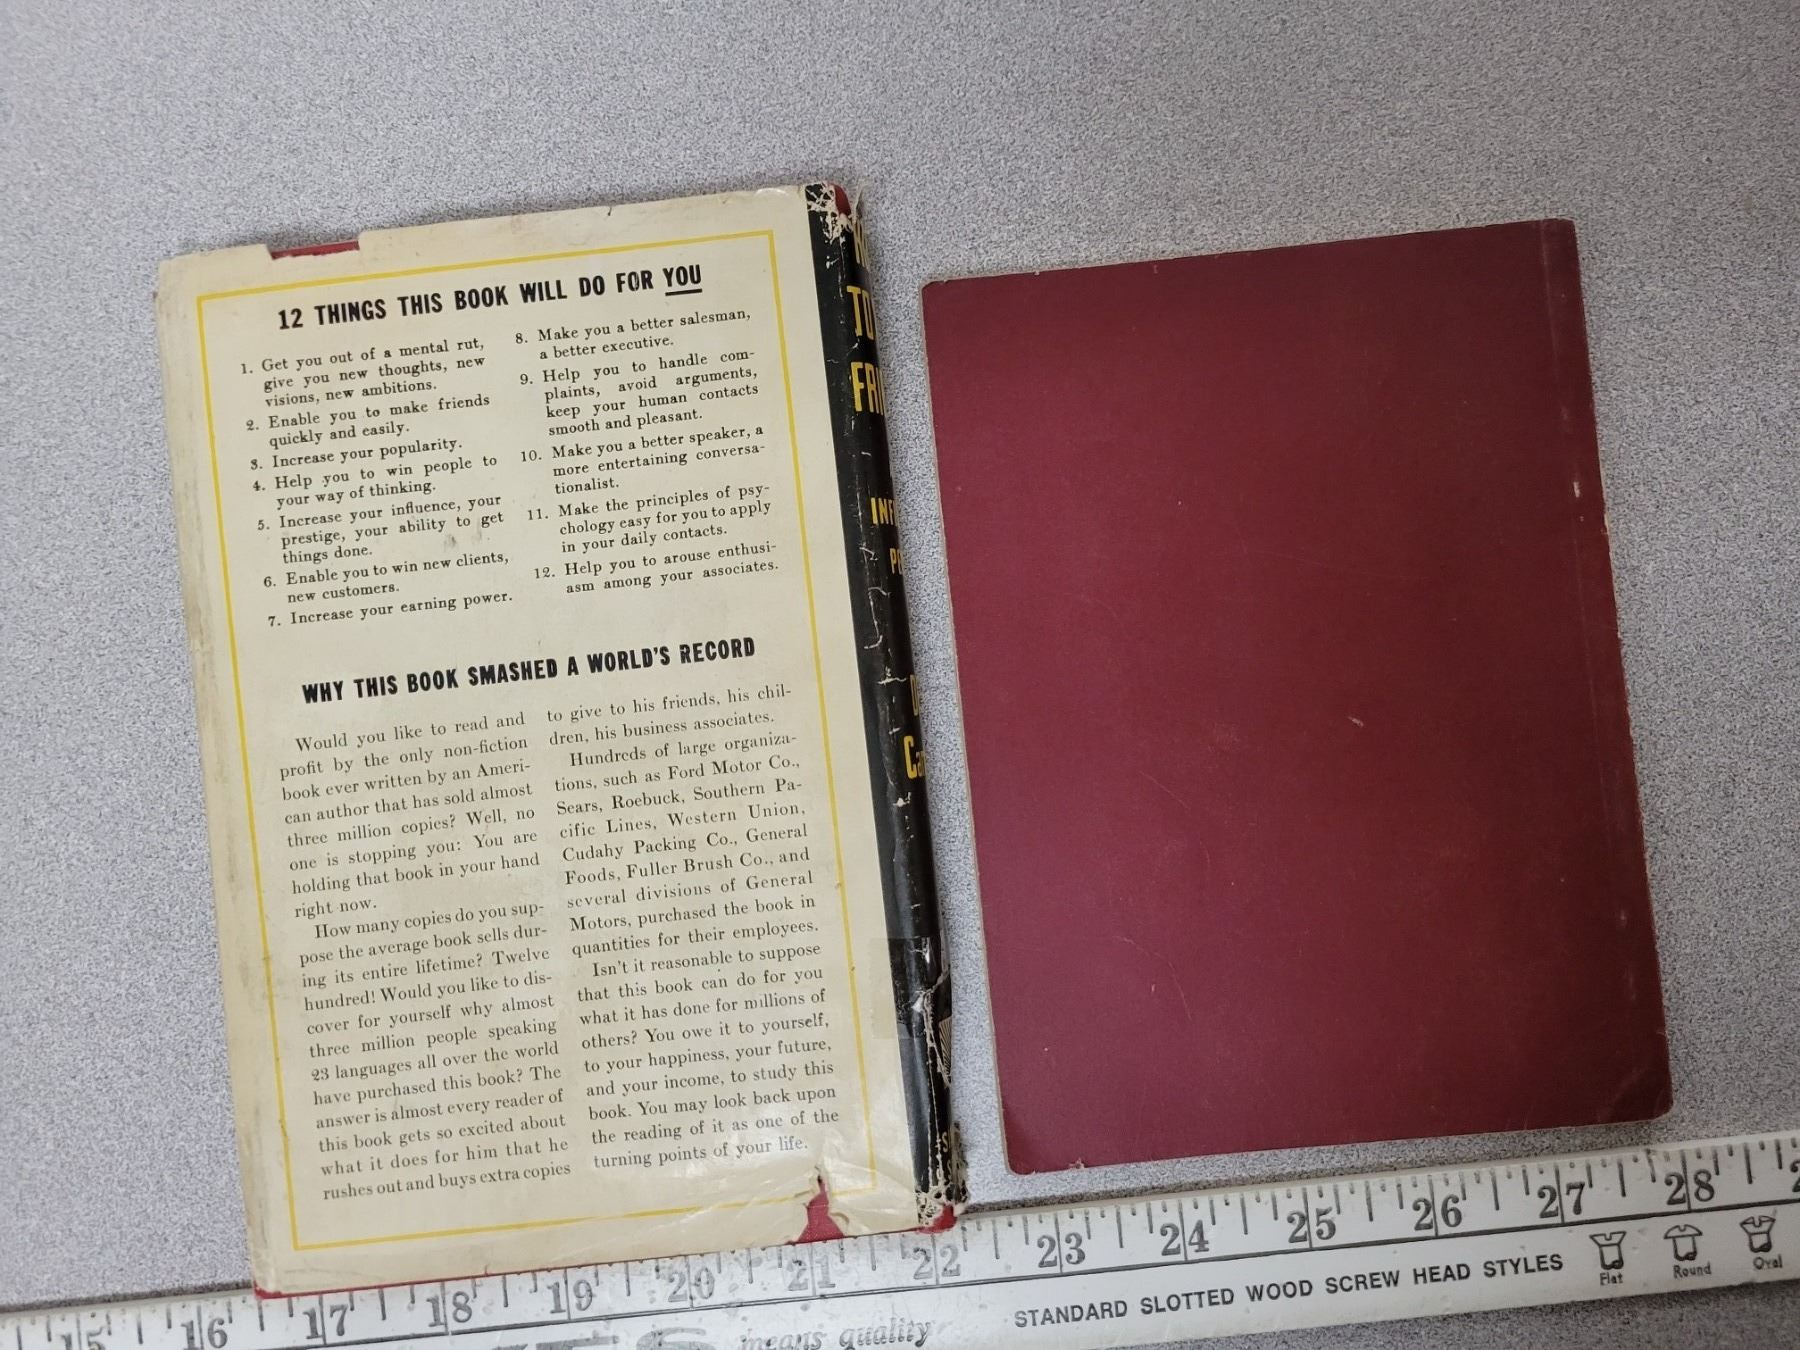 12 THINGS THIS BOOK WILL DO FOR YOU
1. Get you out of a mental rut,
give you new thoughts, new
visions, new ambitions.
2. Enable you to make friends
quickly and easily.
3. Increase your popularity.
4. Help you to win people to
your way of thinking.
5. Increase your influence, your
prestige, your ability to get
things done.
6. Enable you to win new clients,
new customers.
7. Increase your earning power.
8. Make you a better salesman,
a better executive.
9. Help you to handle com-
plaints, avoid arguments,
keep your human contacts
smooth and pleasant.
10. Make you a better speaker, a
more entertaining conversa-
tionalist.
11. Make the principles of psy-
chology easy for you to apply
in your daily contacts.
12. Help you to arouse enthusi-
asm among your associates.
WHY THIS BOOK SMASHED A WORLD'S RECORD
Would you like to read and
profit by the only non-fiction
book ever written by an Ameri-
can author that has sold almost
three million copies? Well, no
one is stopping you: You are
holding that book in your hand
right now.
How many copies do you sup-
pose the average book sells dur-
ing its entire lifetime? Twelve
hundred! Would you like to dis-
cover for yourself why almost
three million people speaking
23 languages all over the world
have purchased this book? The
answer is almost every reader of
this book gets so excited about
what it does for him that he
rushes out and buys extra copies
to give to his friends, his chil-
dren, his business associates.
Hundreds of large organiza-
tions, such as Ford Motor Co.,
Sears, Roebuck, Southern Pa-
cific Lines, Western Union,
Cudahy Packing Co., General
Foods, Fuller Brush Co., and
several divisions of General
Motors, purchased the book in
quantities for their employees.
Isn't it reasonable to suppose
that this book can do for you
what it has done for millions of
others? You owe it to yourself,
to your happiness, your future,
and your income, to study this
book. You may look back upon
the reading of it as one of the
turning points of your life.
TO
FRI
INF
Ca
S
15 16 17 18 19 20 21 22 23 24 25 26 27 28
means quality
STANDARD SLOTTED WOOD SCREW HEAD STYLES
Flat Round Oval